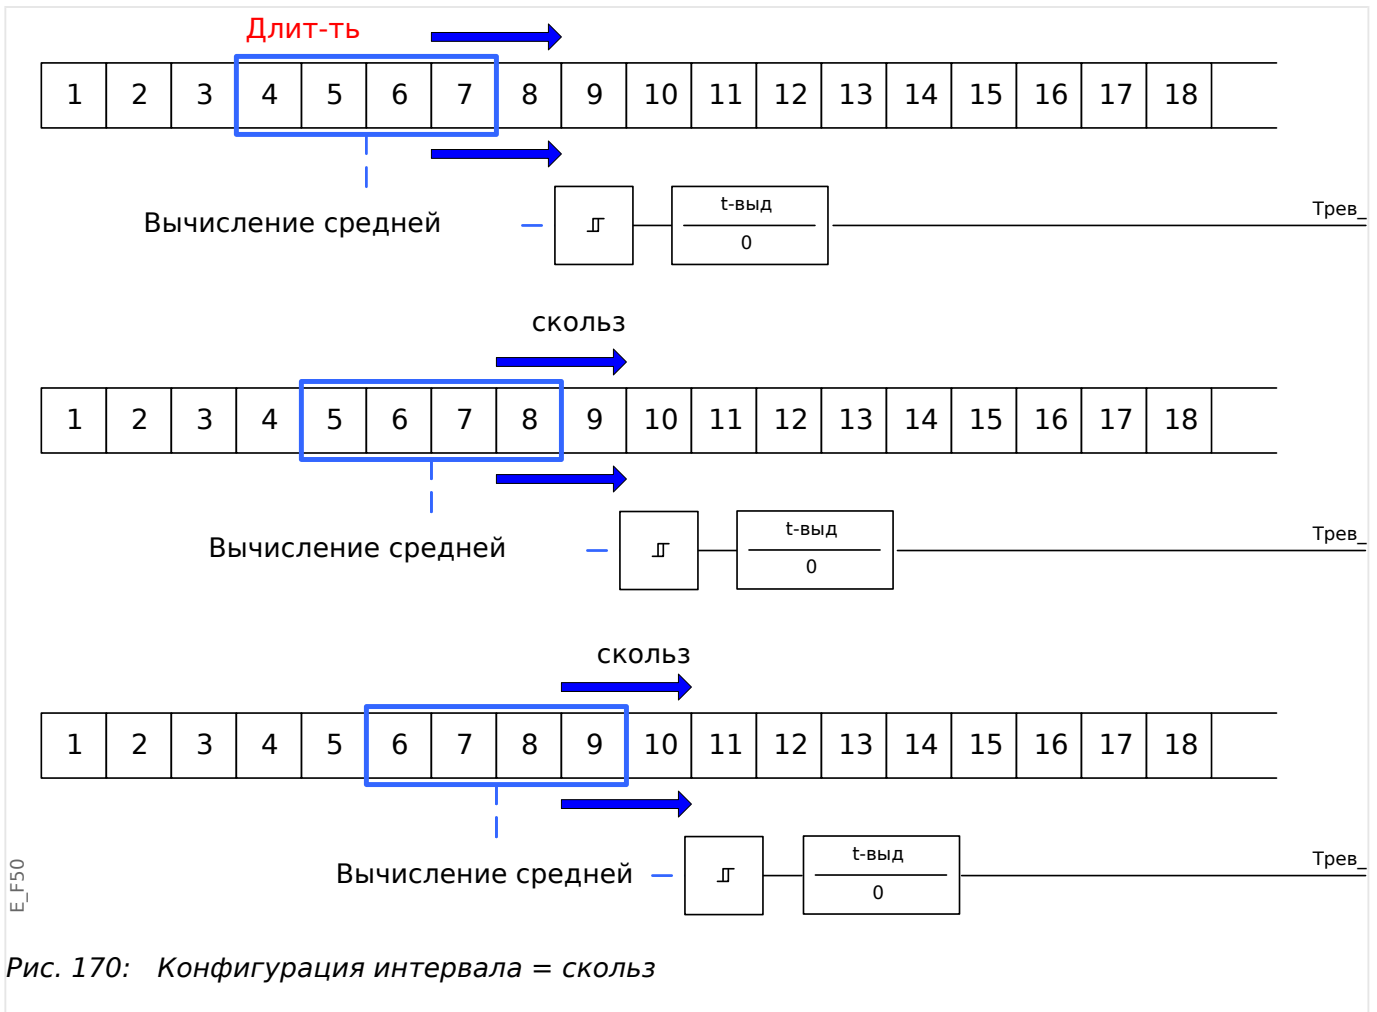 Длит-ть
1 2 3 4 5 6 7 8 9 10 11 12 13 14 15 16 17 18
t-выд
Трев_
Вычисление средней
0
скольз
1 2 3 4 5 6 7 8 9 10 11 12 13 14 15 16 17 18
t-выд
Трев_
Вычисление средней
0
скольз
1 2 3 4 5 6 7 8 9 10 11 12 13 14 15 16 17 18
t-выд
Трев_
Вычисление средней
0
E_F50
Рис. 170: Конфигурация интервала = скольз